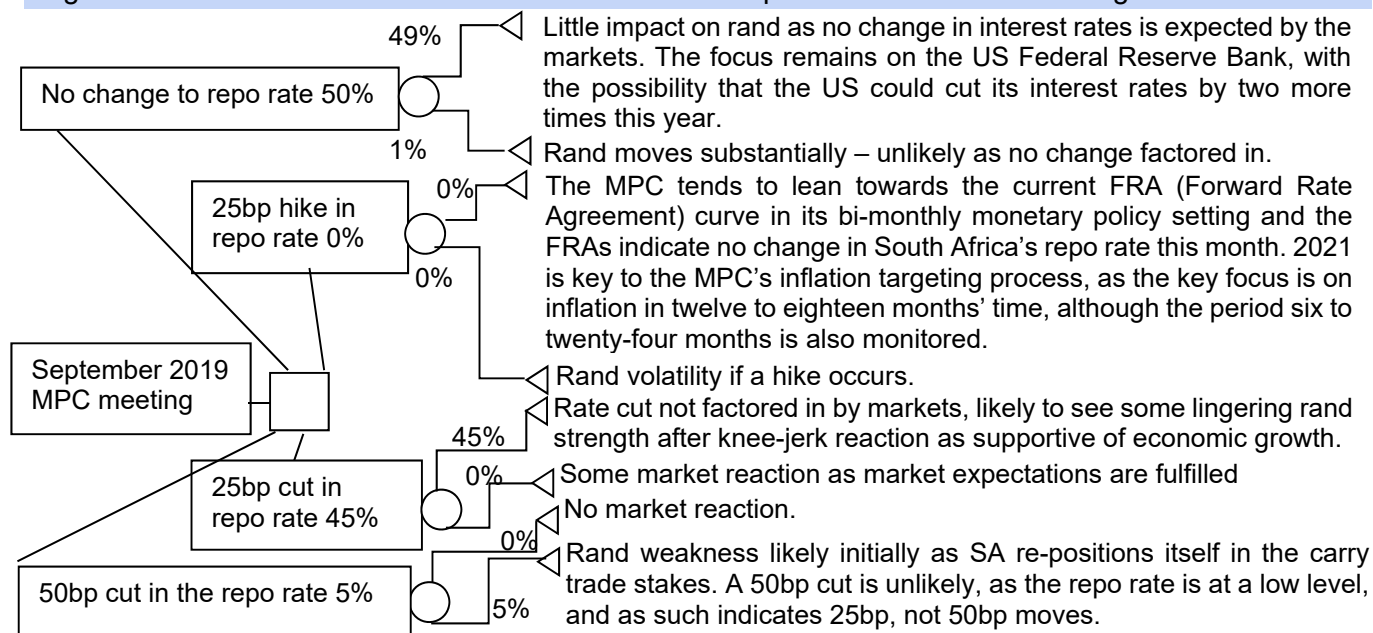 49%
Little impact on rand as no change in interest rates is expected by the
markets. The focus remains on the US Federal Reserve Bank, with
the possibility that the US could cut its interest rates by two more
times this year.
No change to repo rate 50%
1%
Rand moves substantially – unlikely as no change factored in.
0%
The MPC tends to lean towards the current FRA (Forward Rate
Agreement) curve in its bi-monthly monetary policy setting and the
FRAs indicate no change in South Africa's repo rate this month. 2021
is key to the MPC's inflation targeting process, as the key focus is on
inflation in twelve to eighteen months' time, although the period six to
twenty-four months is also monitored.
25bp hike in
repo rate 0%
0%
Rand volatility if a hike occurs.
September 2019
MPC meeting
Rate cut not factored in by markets, likely to see some lingering rand
strength after knee-jerk reaction as supportive of economic growth.
45%
0%
Some market reaction as market expectations are fulfilled
25bp cut in
repo rate 45%
No market reaction.
0%
Rand weakness likely initially as SA re-positions itself in the carry
trade stakes. A 50bp cut is unlikely, as the repo rate is at a low level,
and as such indicates 25bp, not 50bp moves.
50bp cut in the repo rate 5%
5%